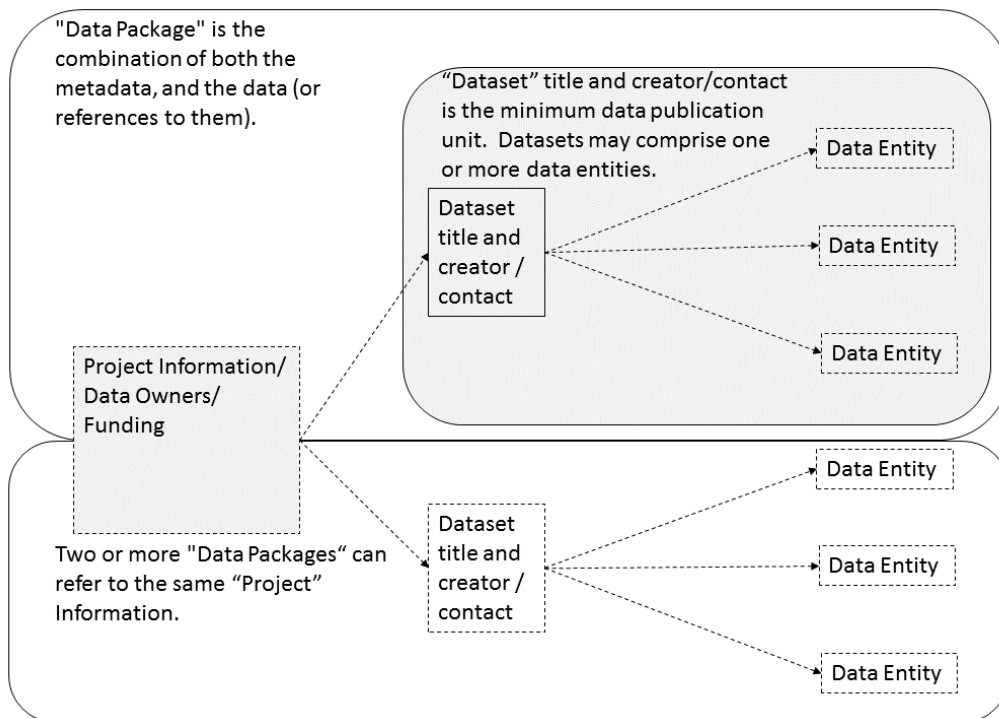 "Data Package" is the
combination of both the
metadata, and the data (or
references to them).
“Dataset” title and creator/contact
is the minimum data publication
unit.  Datasets may comprise one
or more data entities.
Data Entity
Dataset
title and
creator /
contact
Data Entity
Data Entity
Project Information/
Data Owners/
Funding
Data Entity
Dataset
title and
creator /
contact
Data Entity
Data Entity
Two or more "Data Packages“ can
refer to the same “Project”
Information.